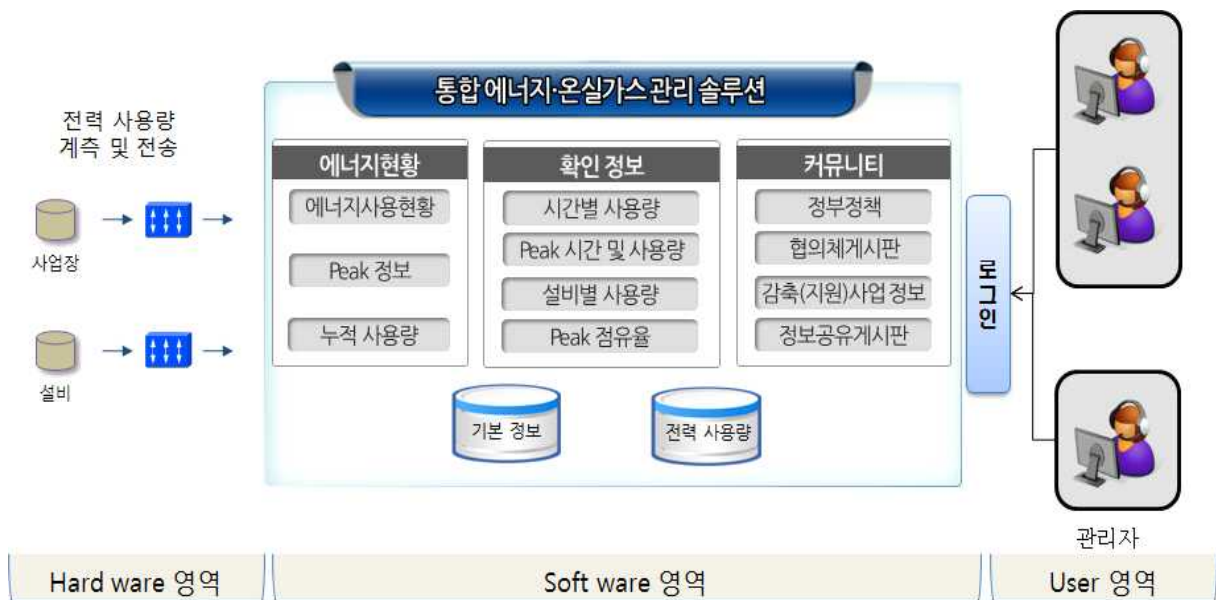 통합 에너지·온실가스 관리 솔루션
전력 사용량
계측 및 전송
사업장
설비
에너지현황
에너지사용현황
Peak 정보
누적 사용량
확인 정보
시간별 사용량
Peak 시간 및 사용량
설비별 사용량
Peak 점유율
커뮤니티
정부정책
협의체게시판
감축(지원)사업 정보
정보공유게시판
기본 정보
전력 사용량
로그인
관리자
Hard ware 영역
Soft ware 영역
User 영역